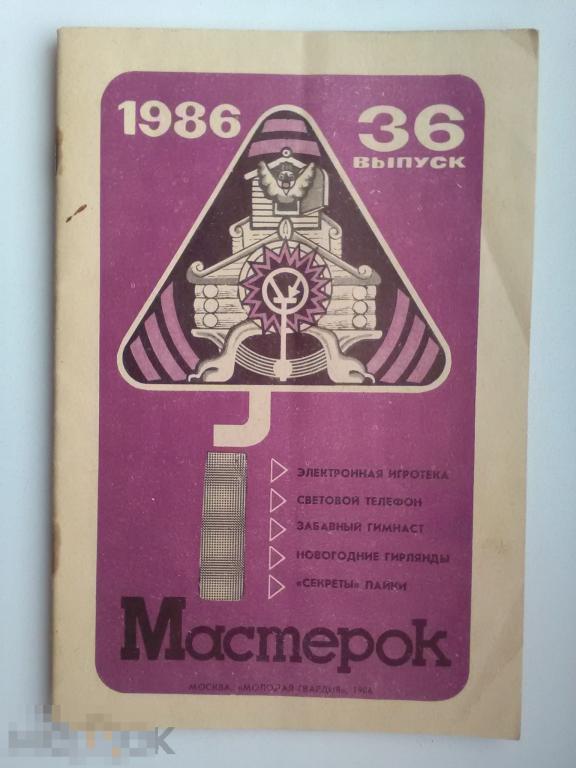 1986
36
ВЫПУСК
ЭЛЕКТРОННАЯ ИГРОТЕКА
СВЕТОВОЙ ТЕЛЕФОН
ЗАБАВНЫЙ ГИМНАСТ
НОВОГОДНИЕ ГИРЛЯНДЫ
«СЕКРЕТЫ» ПАЙКИ
Мастерок
МОСКВА, «МОЛОДАЯ ГВАРДИЯ», 1986